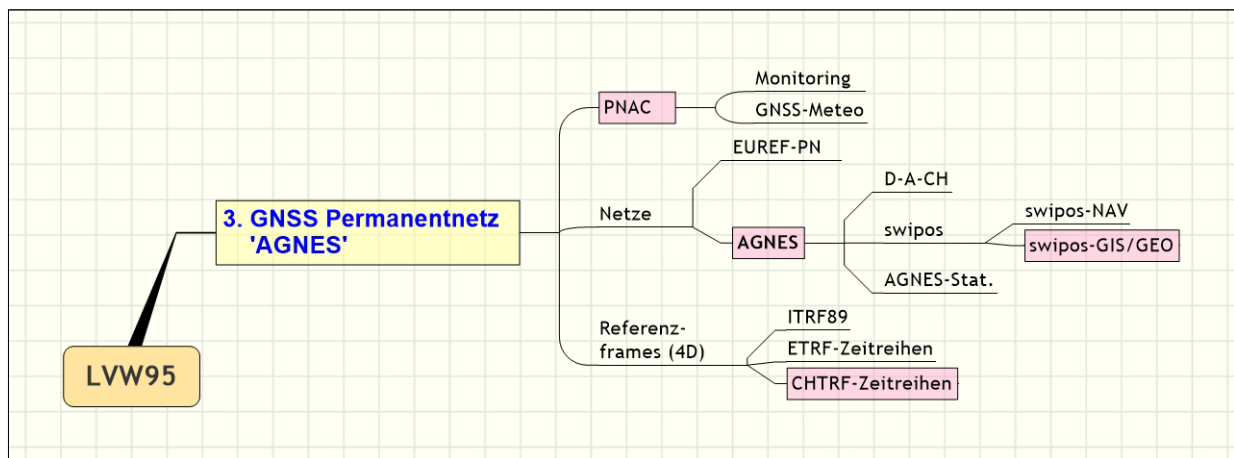 Monitoring
PNAC
GNSS-Meteo
EUREF-PN
D-A-CH
3. GNSS Permanentnetz
'AGNES'
Netze
swipos-NAV
swipos
AGNES
swipos-GIS/GEO
AGNES-Stat.
Referenz-
frames (4D)
ITRF89
ETRF-Zeitreihen
CHTRF-Zeitreihen
LVW95